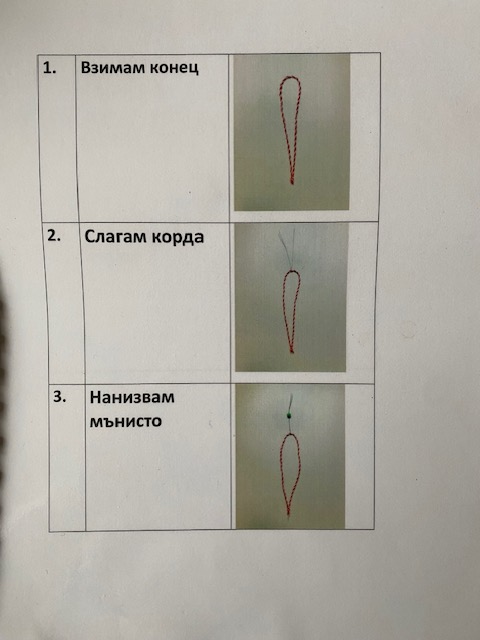 1. Взимам конец
2. Слагам корда
3. Нанизвам
мънисто